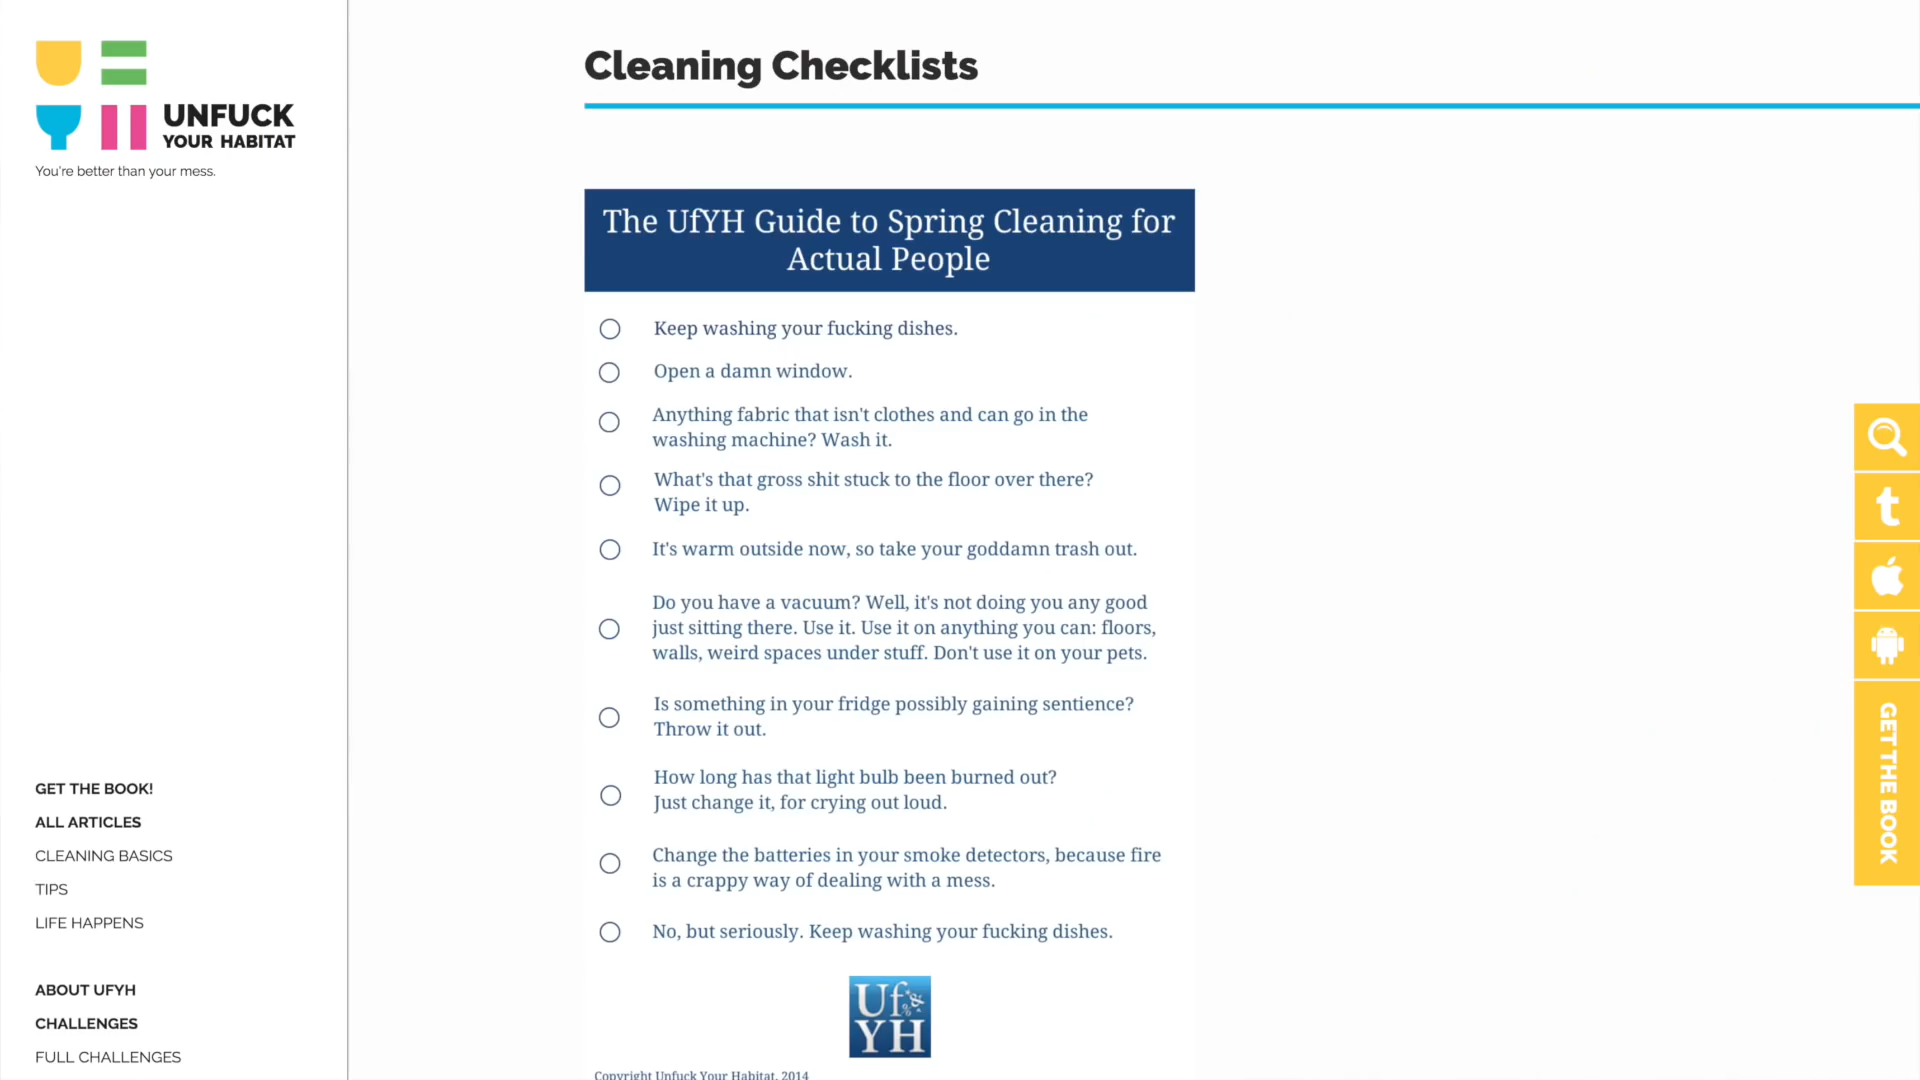 UNFUCK
YOUR HABITAT
You're better than your mess.
GET THE BOOK!
ALL ARTICLES
CLEANING BASICS
TIPS
LIFE HAPPENS
ABOUT UFYH
CHALLENGES
FULL CHALLENGES
Cleaning Checklists
The UfYH Guide to Spring Cleaning for
Actual People
Keep washing your fucking dishes.
Open a damn window.
Anything fabric that isn't clothes and can go in the
washing machine? Wash it.
What's that gross shit stuck to the floor over there?
Wipe it up.
It's warm outside now, so take your goddamn trash out.
Do you have a vacuum? Well, it's not doing you any good
just sitting there. Use it. Use it on anything you can: floors,
walls, weird spaces under stuff. Don't use it on your pets.
Is something in your fridge possibly gaining sentience?
Throw it out.
How long has that light bulb been burned out?
Just change it, for crying out loud.
Change the batteries in your smoke detectors, because fire
is a crappy way of dealing with a mess.
No, but seriously. Keep washing your fucking dishes.
Uf*&%
YH
Copyright Unfuck Your Habitat, 2014
t
GET THE BOOK